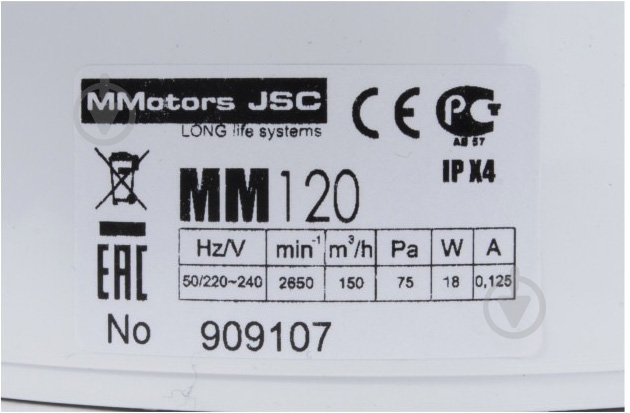 MMotors JSC
LONG life systems
CE PCT
AB 57
IP X4
MM120
EAC
Hz/V min⁻¹ m³/h Pa W A
50/220~240 2650 150 75 18 0,125
No 909107